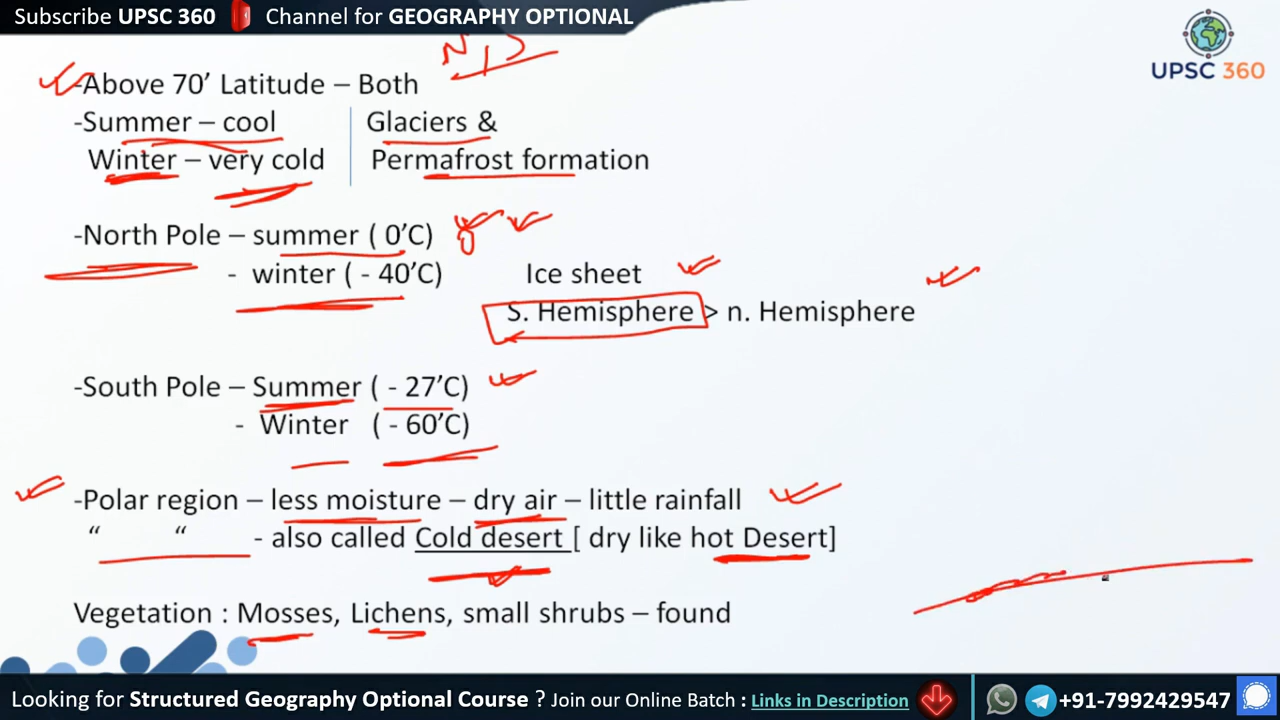 Subscribe UPSC 360 Channel for GEOGRAPHY OPTIONAL
UPSC 360
N, S
-Above 70’ Latitude – Both
-Summer – cool Glaciers &
Winter – very cold Permafrost formation
-North Pole – summer ( 0’C)
- winter ( - 40’C) Ice sheet
S. Hemisphere > n. Hemisphere
-South Pole – Summer ( - 27’C)
- Winter ( - 60’C)
-Polar region – less moisture – dry air – little rainfall
“ “ - also called Cold desert [ dry like hot Desert]
Vegetation : Mosses, Lichens, small shrubs – found
Looking for Structured Geography Optional Course ? Join our Online Batch : Links in Description +91-7992429547